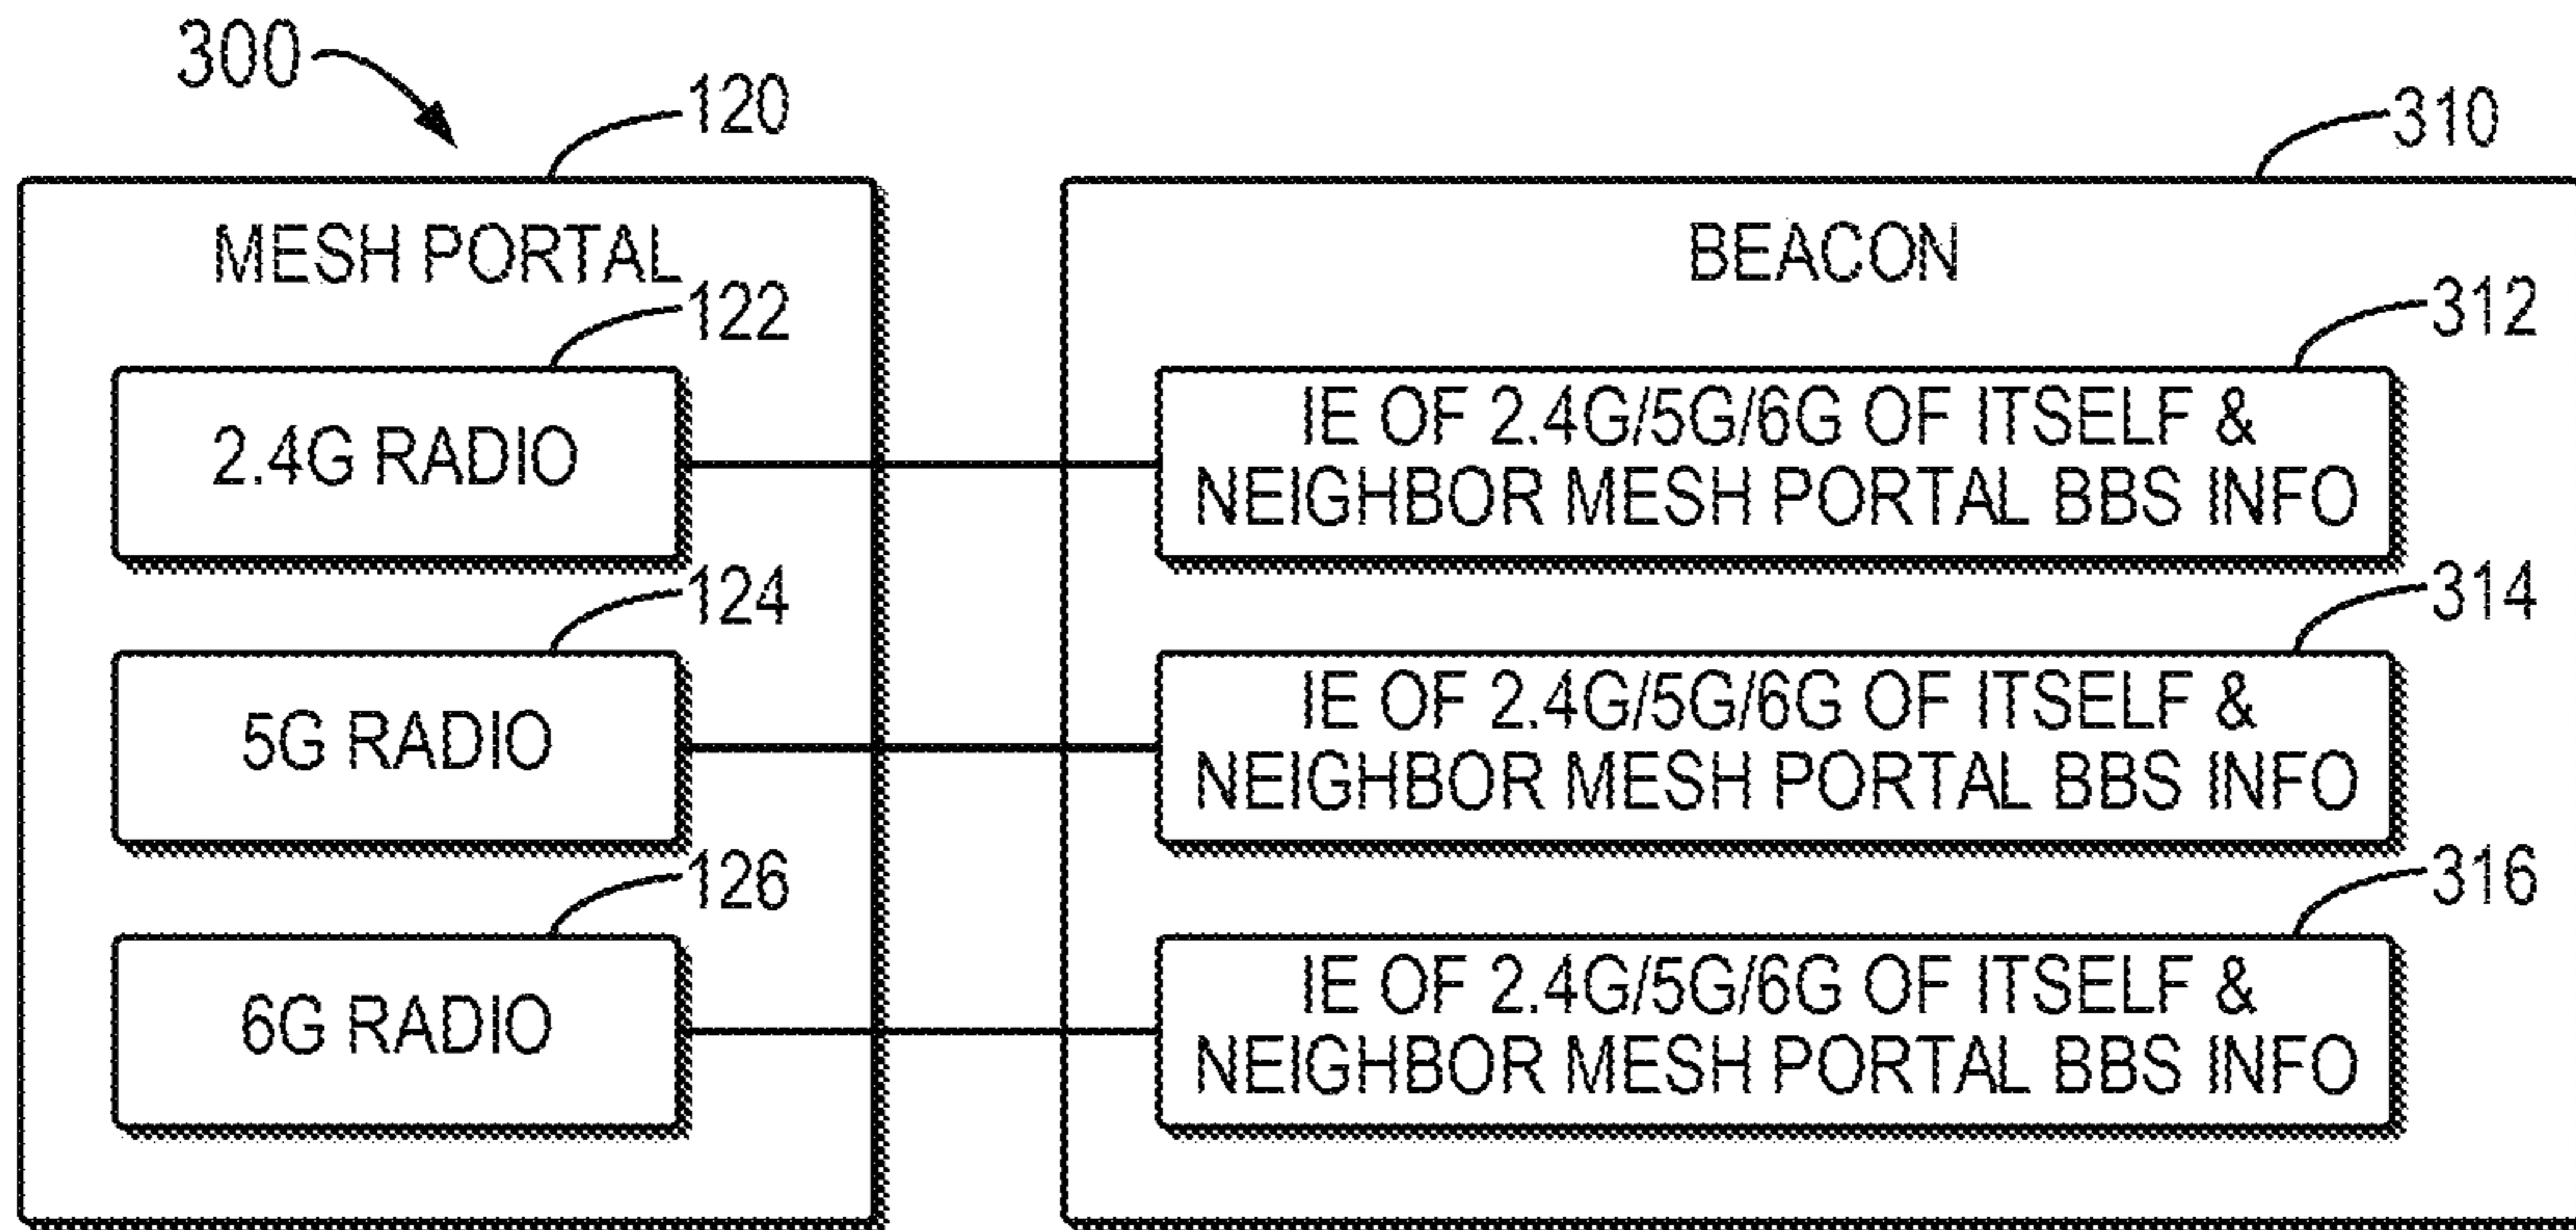 300
120
310
MESH PORTAL
BEACON
122
312
2.4G RADIO
IE OF 2.4G/5G/6G OF ITSELF &
NEIGHBOR MESH PORTAL BBS INFO
124
314
5G RADIO
IE OF 2.4G/5G/6G OF ITSELF &
NEIGHBOR MESH PORTAL BBS INFO
126
316
6G RADIO
IE OF 2.4G/5G/6G OF ITSELF &
NEIGHBOR MESH PORTAL BBS INFO